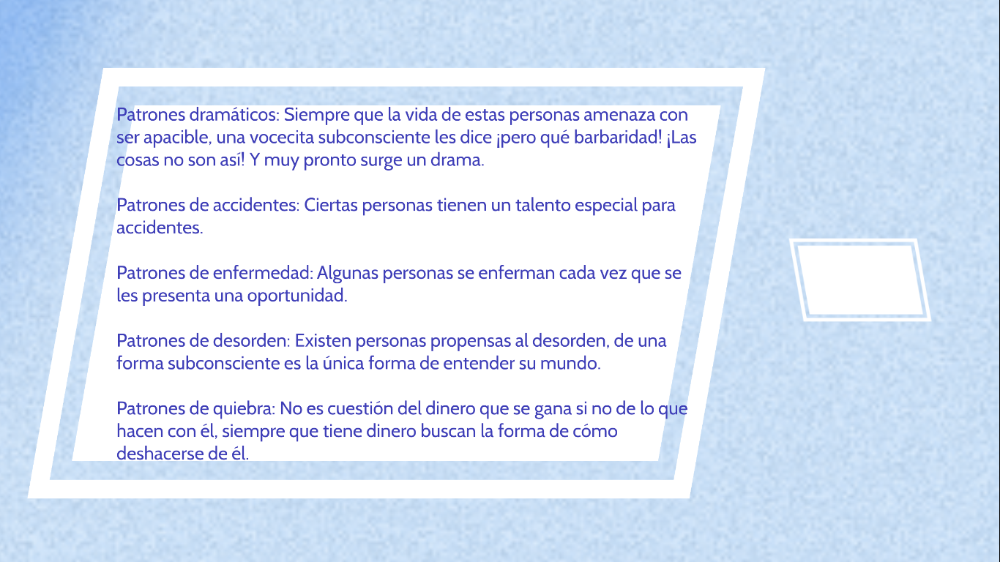 Patrones dramáticos: Siempre que la vida de estas personas amenaza con
ser apacible, una vocecita subconsciente les dice ¡pero qué barbaridad! ¡Las
cosas no son así! Y muy pronto surge un drama.
Patrones de accidentes: Ciertas personas tienen un talento especial para
accidentes.
Patrones de enfermedad: Algunas personas se enferman cada vez que se
les presenta una oportunidad.
Patrones de desorden: Existen personas propensas al desorden, de una
forma subconsciente es la única forma de entender su mundo.
Patrones de quiebra: No es cuestión del dinero que se gana si no de lo que
hacen con él, siempre que tiene dinero buscan la forma de cómo
deshacerse de él.